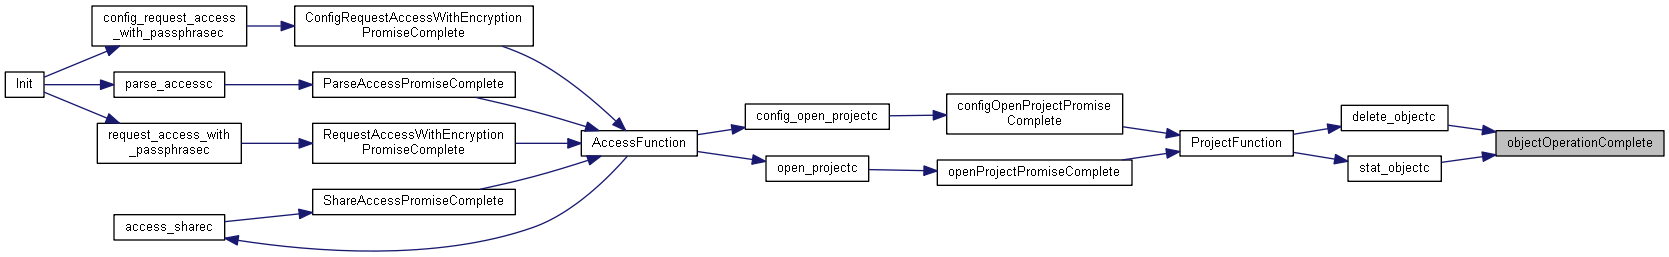 Init
config_request_access
_with_passphrasec
parse_accessc
request_access_with
_passphrasec
access_sharec
ConfigRequestAccessWithEncryption
PromiseComplete
ParseAccessPromiseComplete
RequestAccessWithEncryption
PromiseComplete
ShareAccessPromiseComplete
AccessFunction
config_open_projectc
open_projectc
configOpenProjectPromise
Complete
openProjectPromiseComplete
ProjectFunction
delete_objectc
stat_objectc
objectOperationComplete